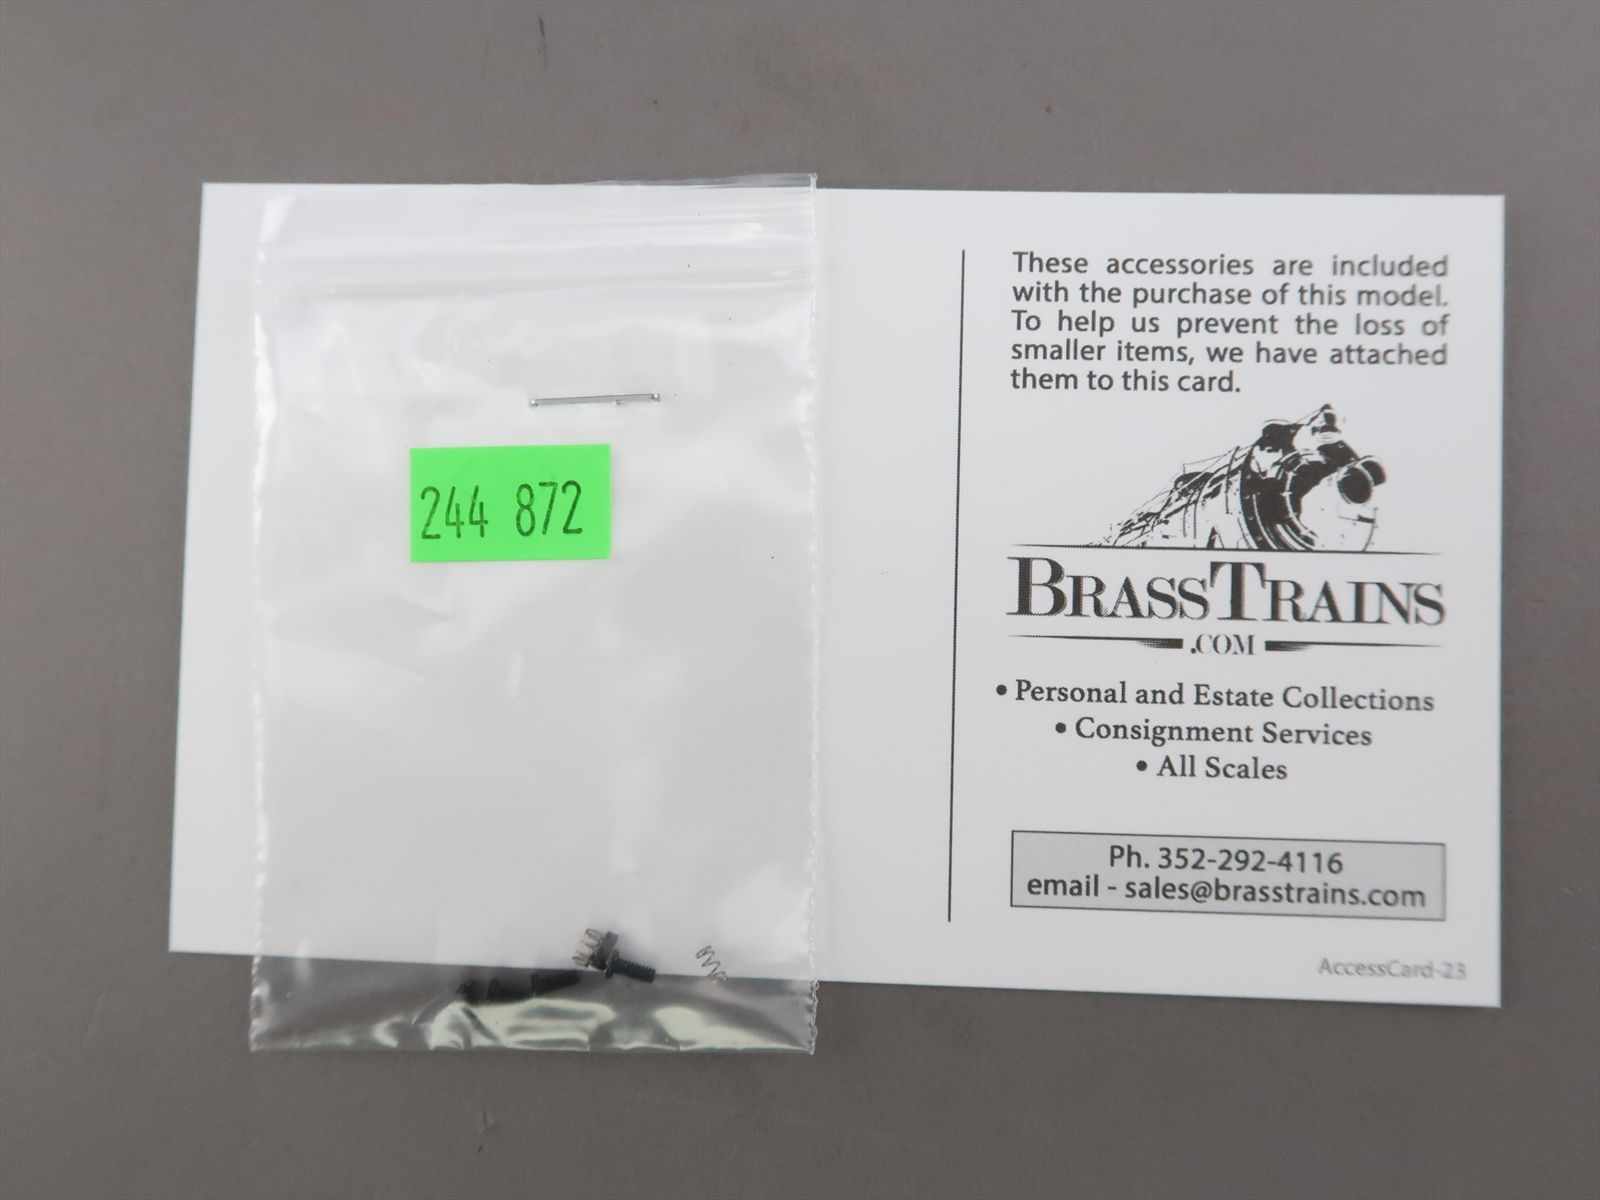 244 872
These accessories are included
with the purchase of this model.
To help us prevent the loss of
smaller items, we have attached
them to this card.
BRASSTRAINS
.COM
• Personal and Estate Collections
• Consignment Services
• All Scales
Ph. 352-292-4116
email - sales@brasstrains.com
AccessCard-23